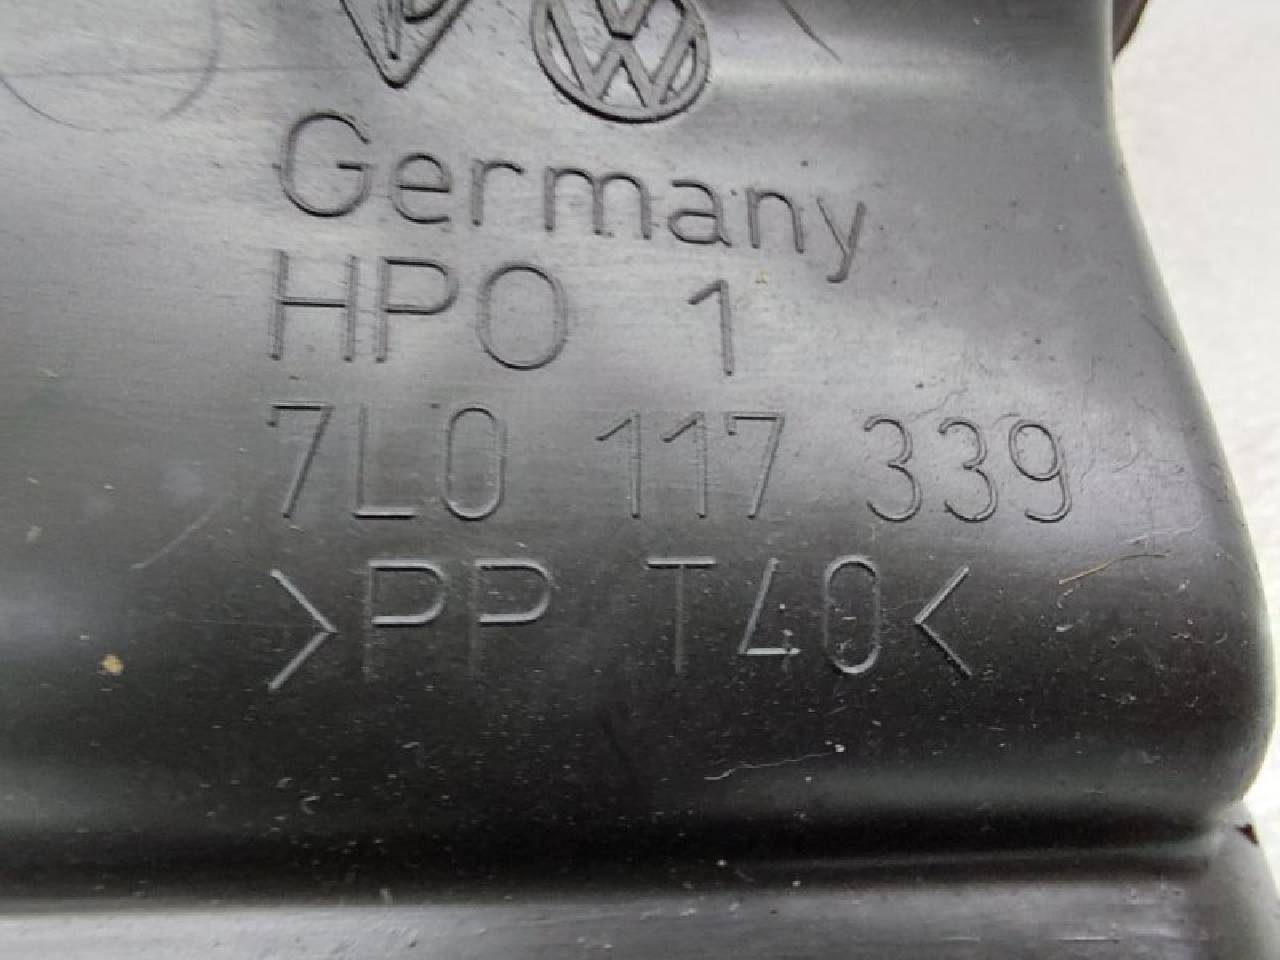 Germany
HPO 1
7L0 117 339
>PP T40<